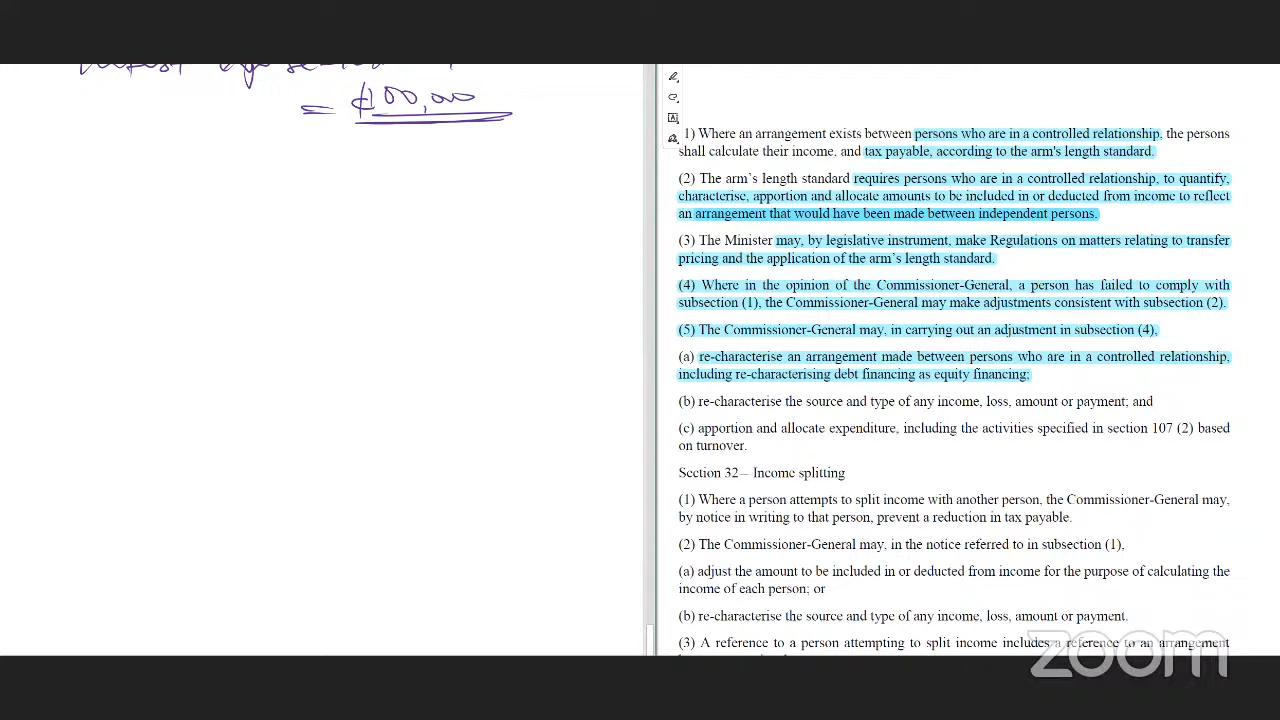 = ₵100,00
1) Where an arrangement exists between persons who are in a controlled relationship, the persons
shall calculate their income, and tax payable, according to the arm's length standard.
(2) The arm’s length standard requires persons who are in a controlled relationship, to quantify,
characterise, apportion and allocate amounts to be included in or deducted from income to reflect
an arrangement that would have been made between independent persons.
(3) The Minister may, by legislative instrument, make Regulations on matters relating to transfer
pricing and the application of the arm’s length standard.
(4) Where in the opinion of the Commissioner-General, a person has failed to comply with
subsection (1), the Commissioner-General may make adjustments consistent with subsection (2).
(5) The Commissioner-General may, in carrying out an adjustment in subsection (4),
(a) re-characterise an arrangement made between persons who are in a controlled relationship,
including re-characterising debt financing as equity financing;
(b) re-characterise the source and type of any income, loss, amount or payment; and
(c) apportion and allocate expenditure, including the activities specified in section 107 (2) based
on turnover.
Section 32– Income splitting
(1) Where a person attempts to split income with another person, the Commissioner-General may,
by notice in writing to that person, prevent a reduction in tax payable.
(2) The Commissioner-General may, in the notice referred to in subsection (1),
(a) adjust the amount to be included in or deducted from income for the purpose of calculating the
income of each person; or
(b) re-characterise the source and type of any income, loss, amount or payment.
(3) A reference to a person attempting to split income includes a reference to an arrangement
zoom